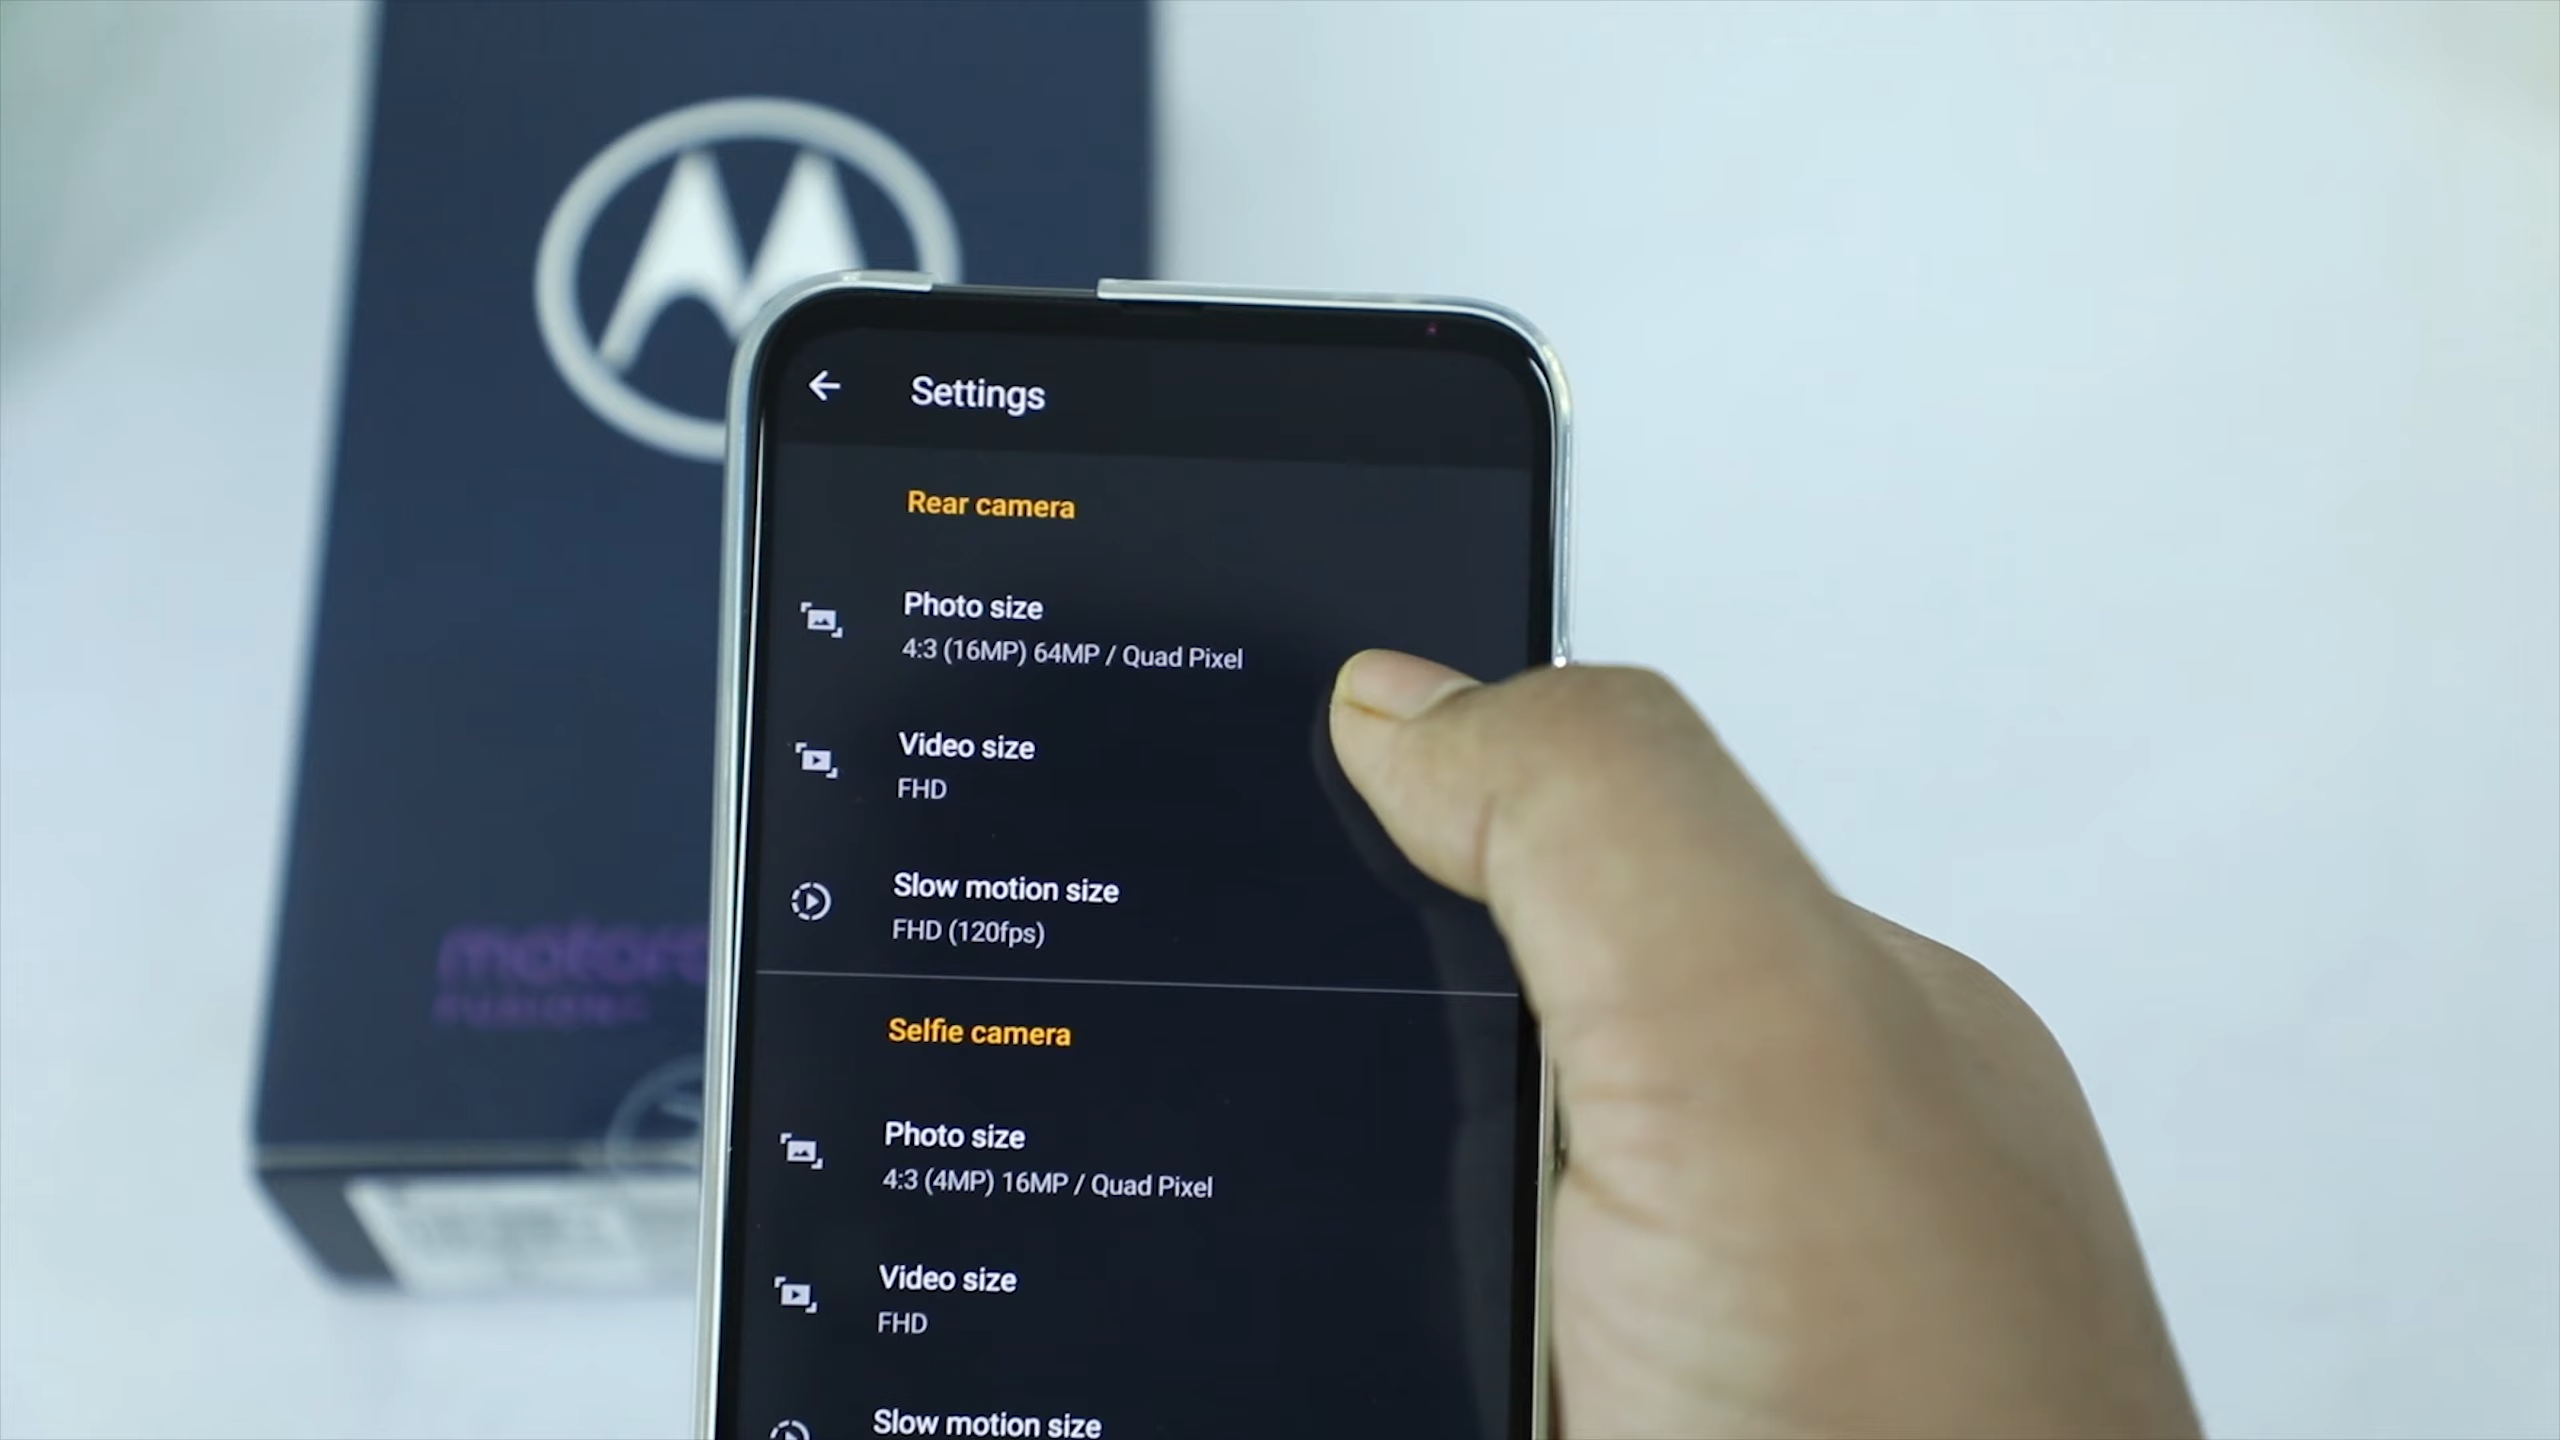 Settings
Rear camera
Photo size
4:3 (16MP) 64MP / Quad Pixel
Video size
FHD
Slow motion size
FHD (120fps)
Selfie camera
Photo size
4:3 (4MP) 16MP / Quad Pixel
Video size
FHD
Slow motion size